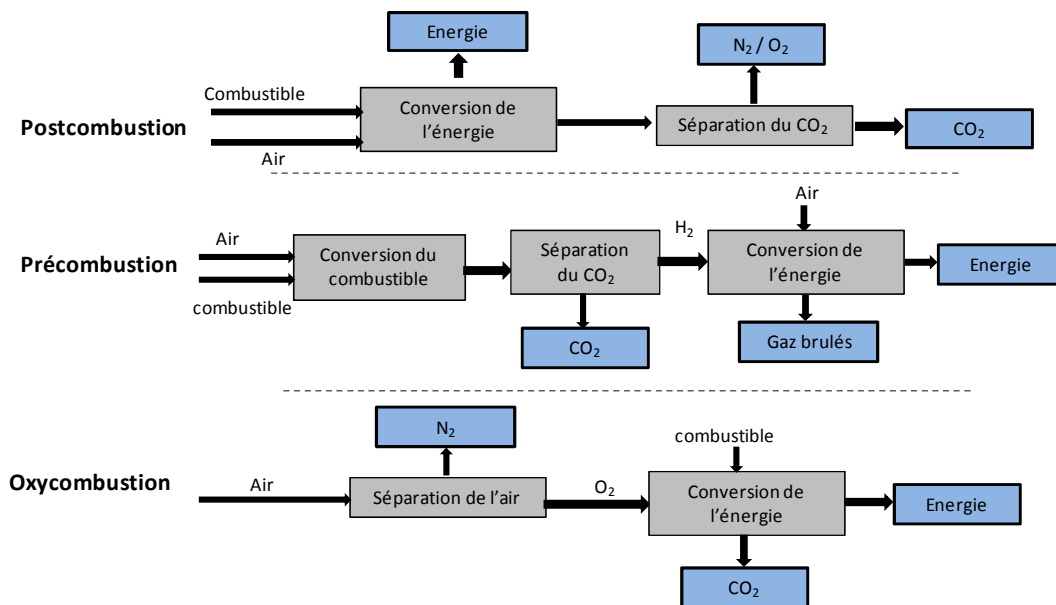 Energie
N₂ / O₂
Combustible
Conversion de
l'énergie
Postcombustion
Séparation du CO₂
CO₂
Air
Air
H₂
Air
Séparation
du CO₂
Conversion de
l'énergie
Conversion du
combustible
Précombustion
Energie
combustible
CO₂
Gaz brulés
N₂
combustible
Oxycombustion
Air
Séparation de l'air
O₂
Conversion de
l'énergie
Energie
CO₂